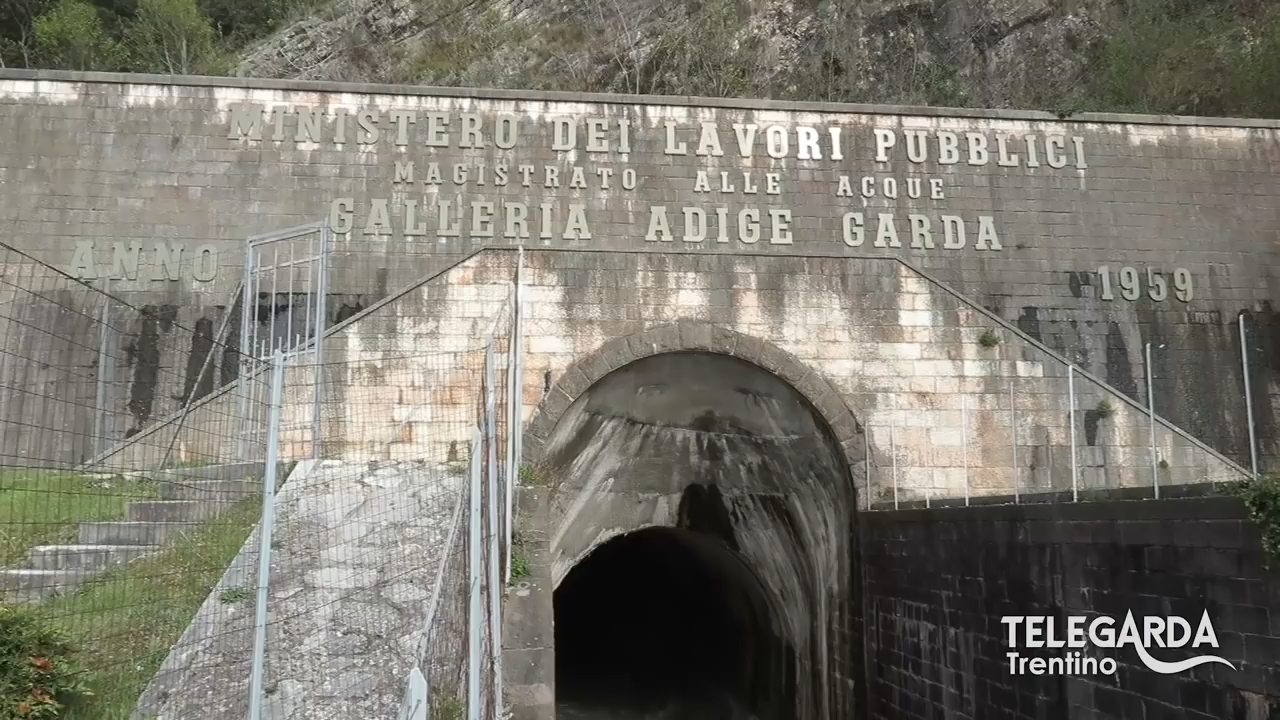 MINISTERO DEI LAVORI PUBBLICI
MAGISTRATO ALLE ACQUE
GALLERIA ADIGE GARDA
ANNO 1959
TELEGARDA
Trentino